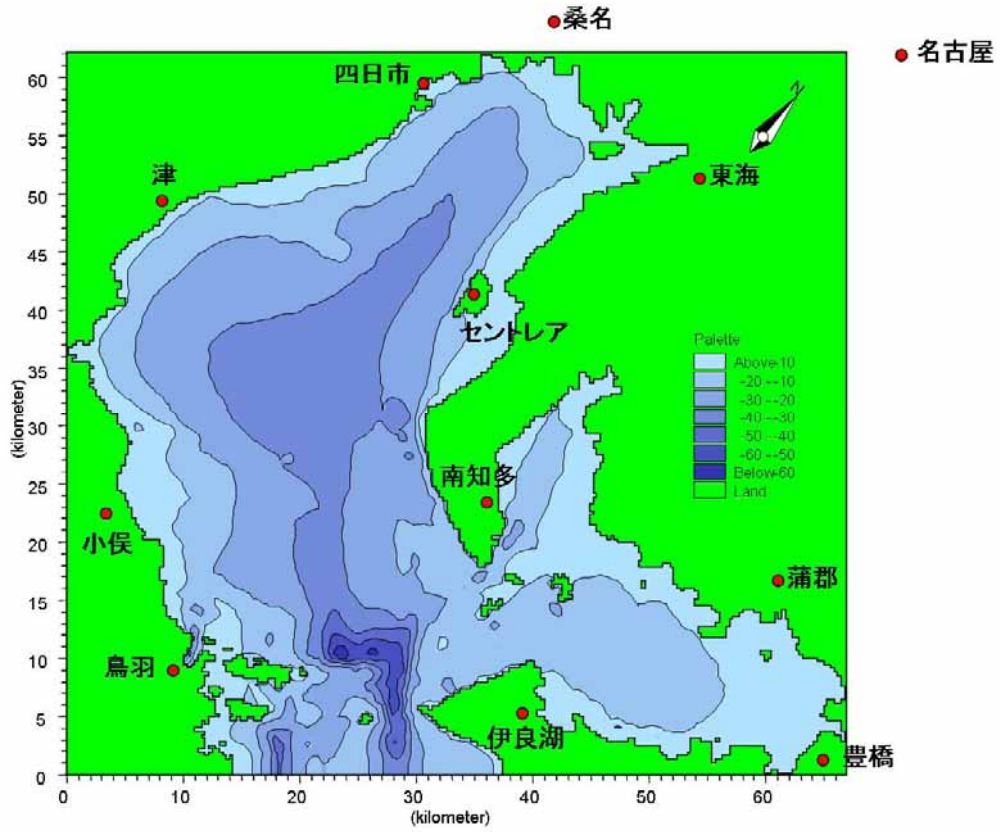 桑名
名古屋
四日市
N
津
東海
セントレア
Palette
Above-10
-20--10
-30--20
-40--30
-50--40
-60--50
Below-60
Land
南知多
小俣
蒲郡
鳥羽
伊良湖
豊橋
60
55
50
45
40
35
30
25
20
15
10
5
0
(kilometer)
0 10 20 30 40 50 60
(kilometer)